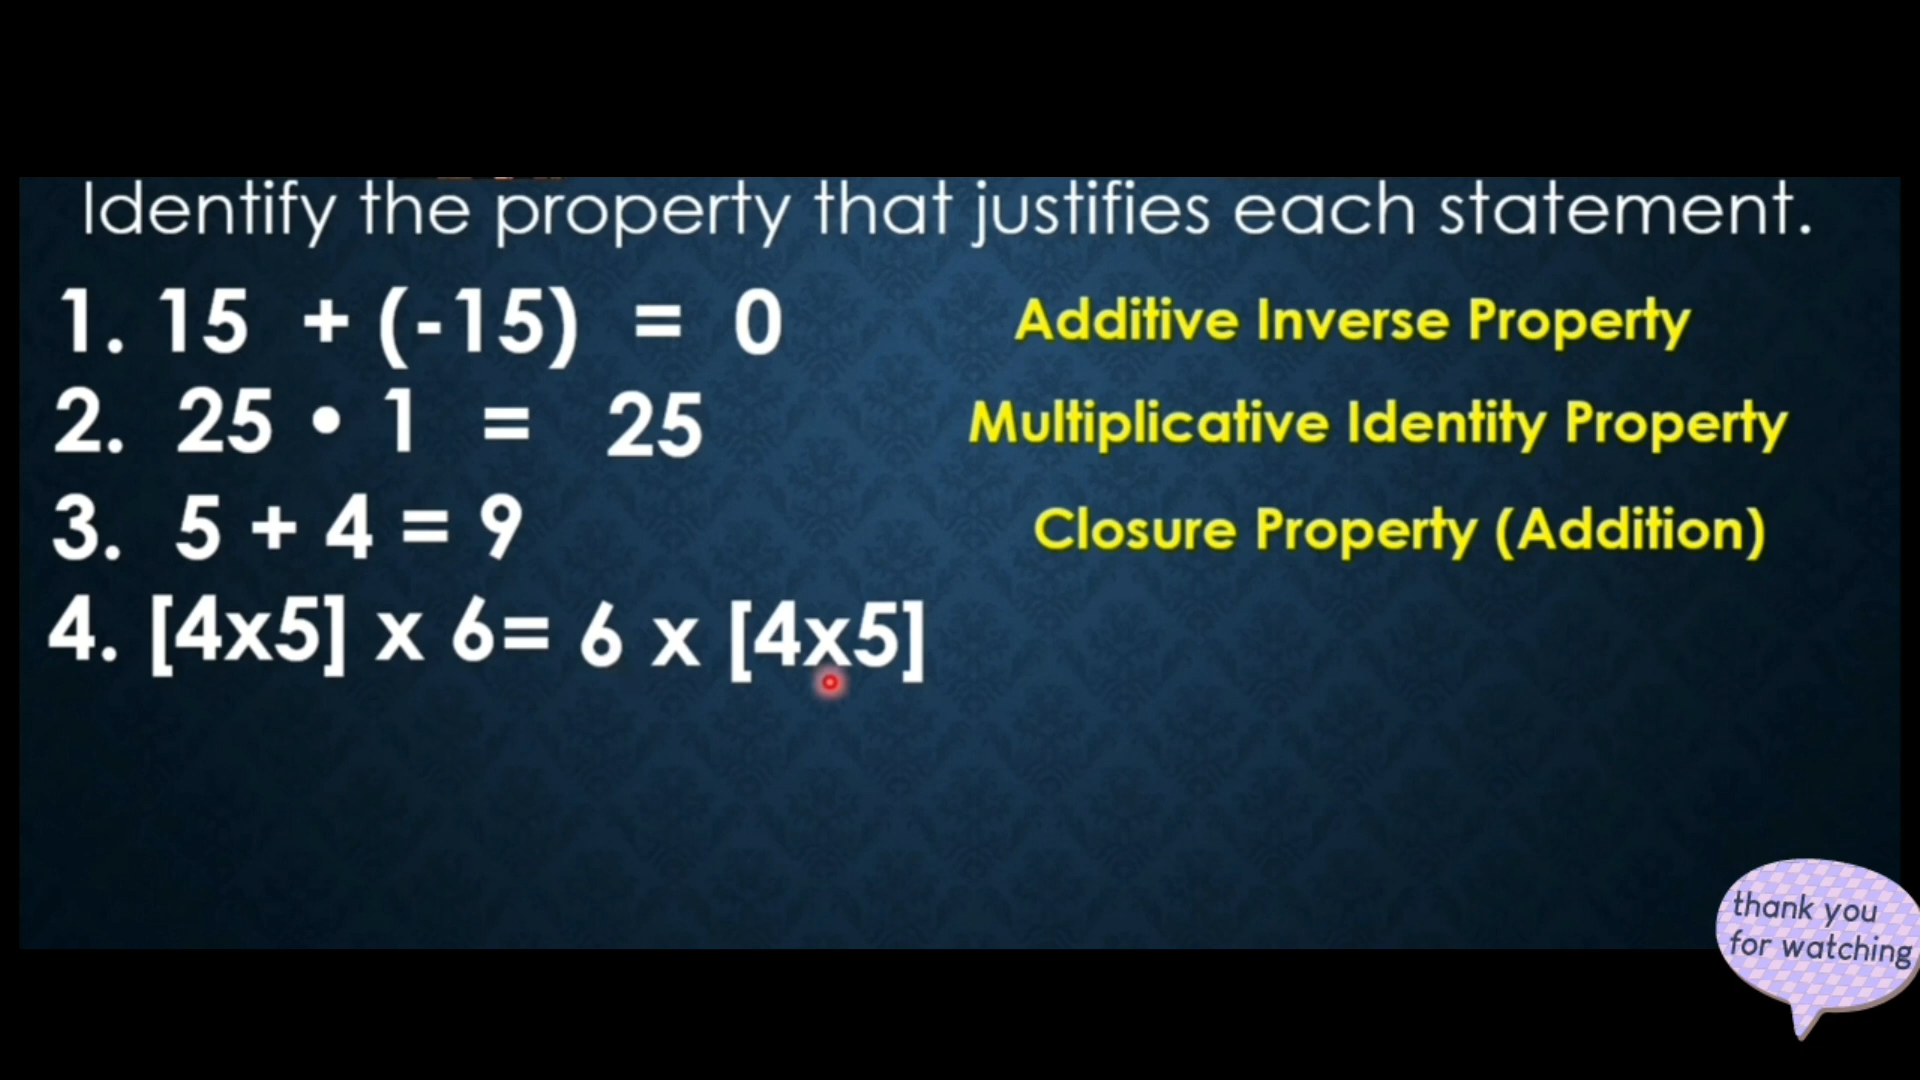 Identify the property that justifies each statement.
1. 15 + (-15) = 0 Additive Inverse Property
2. 25 • 1 = 25 Multiplicative Identity Property
3. 5 + 4 = 9 Closure Property (Addition)
4. [4x5] x 6= 6 x [4x5]
thank you
for watching